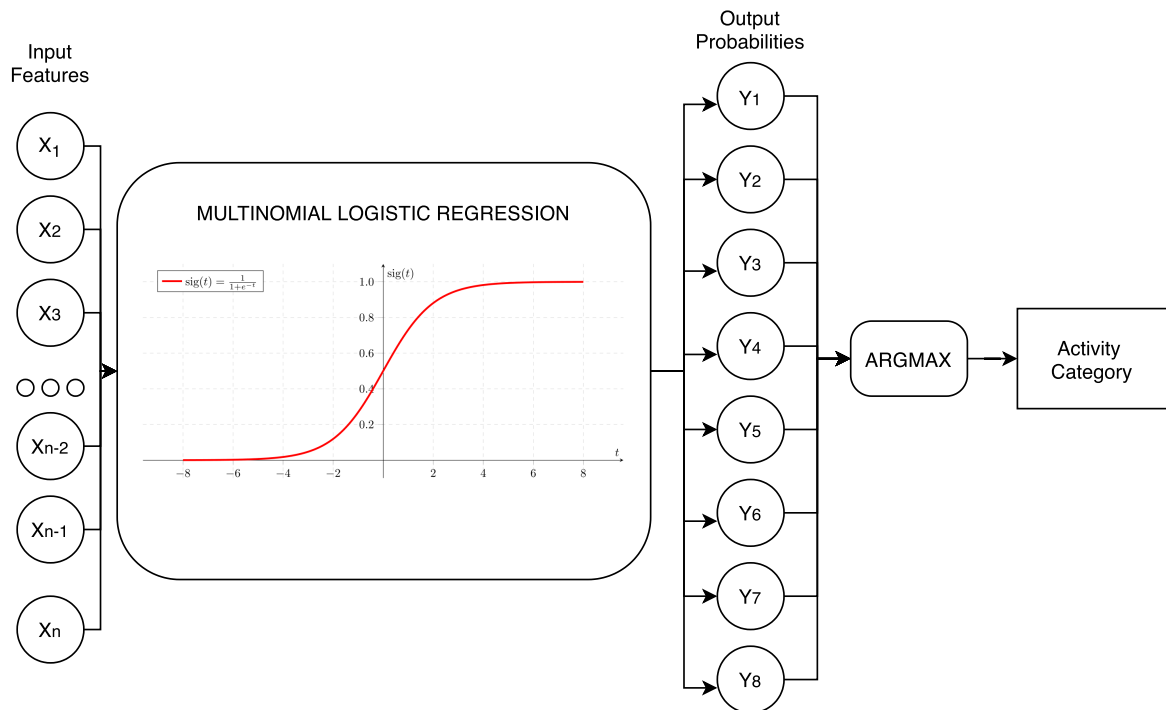 Input
Features
X1
X2
X3
Xn-2
Xn-1
Xn
MULTINOMIAL LOGISTIC REGRESSION
sig(t) = 1/(1+e^−t)
sig(t)
1.0
0.8
0.6
0.4
0.2
t
−8 −6 −4 −2 2 4 6 8
Output
Probabilities
Y1
Y2
Y3
Y4
Y5
Y6
Y7
Y8
ARGMAX
Activity
Category